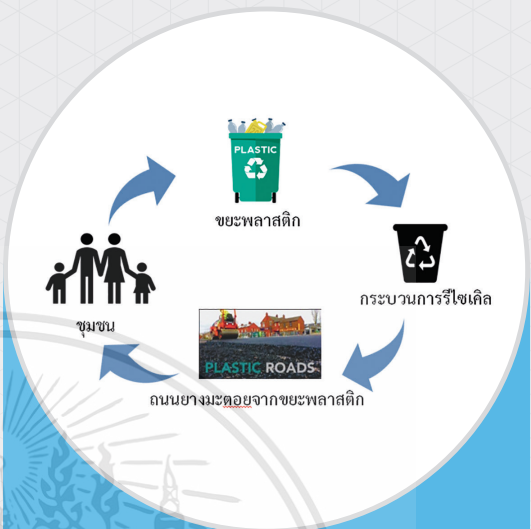 PLASTIC
ขยะพลาสติก
กระบวนการรีไซเคิล
ชุมชน
PLASTIC ROADS
ถนนยางมะตอยจากขยะพลาสติก